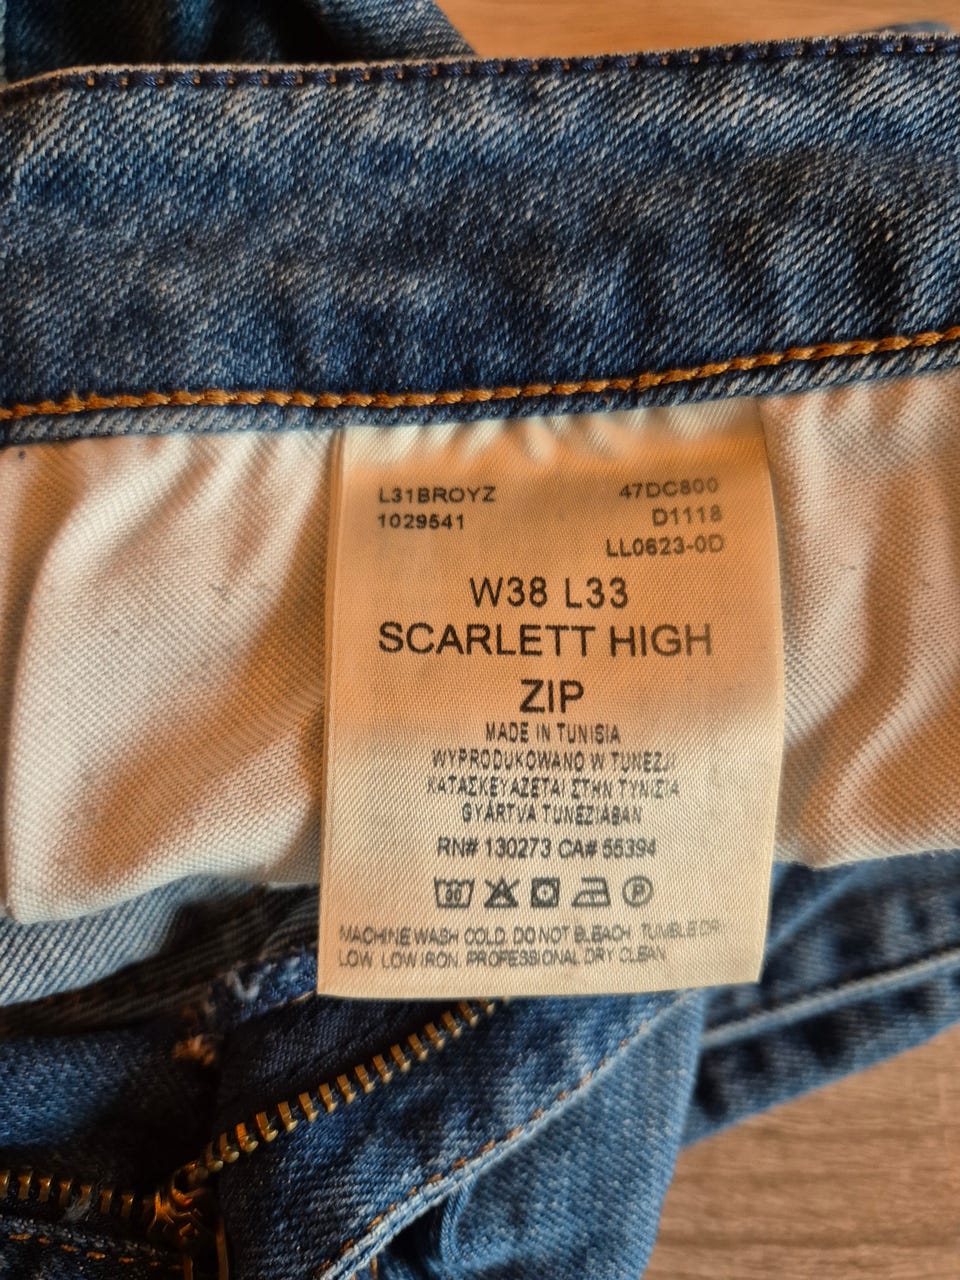 L31BROYZ 47DC800
1029541 D1118
LL0623-0D
W38 L33
SCARLETT HIGH
ZIP
MADE IN TUNISIA
WYPRODUKOWANO W TUNEZJI
ΚΑΤΑΣΚΕΥΑΖΕΤΑΙ ΣΤΗΝ ΤΥΝΙΣΙΑ
GYÁRTVA TUNÉZIÁBAN
RN# 130273 CA# 55394
30 P
MACHINE WASH COLD. DO NOT BLEACH. TUMBLE DRY
LOW. LOW IRON. PROFESSIONAL DRY CLEAN